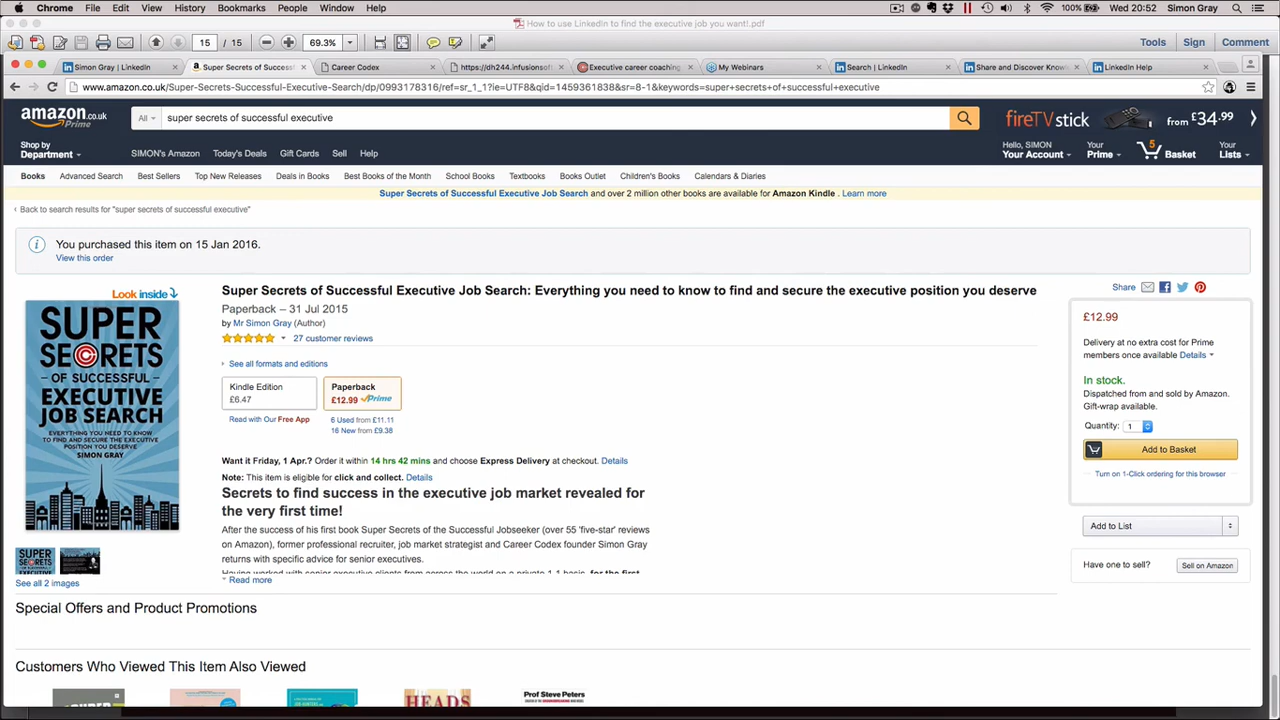 Chrome File Edit View History Bookmarks People Window Help 100% Wed 20:52 Simon Gray
How to use LinkedIn to find the executive job you want!.pdf
15 / 15 69.3% Tools Sign Comment
Simon Gray | LinkedIn Super Secrets of Successf Career Codex https://dh244.infusionsoft Executive career coaching My Webinars Search | LinkedIn Share and Discover Know LinkedIn Help
www.amazon.co.uk/Super-Secrets-Successful-Executive-Search/dp/0993178316/ref=sr_1_1?ie=UTF8&qid=1459361838&sr=8-1&keywords=super+secrets+of+successful+executive
amazon.co.uk Prime
All super secrets of successful executive
fireTVstick from £34.99
Shop by Department
SIMON's Amazon Today's Deals Gift Cards Sell Help
Hello, SIMON Your Account Your Prime 5 Basket Your Lists
Books Advanced Search Best Sellers Top New Releases Deals in Books Best Books of the Month School Books Textbooks Books Outlet Children's Books Calendars & Diaries
Super Secrets of Successful Executive Job Search and over 2 million other books are available for Amazon Kindle . Learn more
‹ Back to search results for "super secrets of successful executive"
You purchased this item on 15 Jan 2016.
View this order
Look inside
SUPER
SECRETS
OF SUCCESSFUL
EXECUTIVE
JOB SEARCH
EVERYTHING YOU NEED TO KNOW
TO FIND AND SECURE THE EXECUTIVE
POSITION YOU DESERVE
SIMON GRAY
See all 2 images
Super Secrets of Successful Executive Job Search: Everything you need to know to find and secure the executive position you deserve
Paperback – 31 Jul 2015
by Mr Simon Gray (Author)
27 customer reviews
See all formats and editions
Kindle Edition
£6.47
Paperback
£12.99 Prime
Read with Our Free App
6 Used from £11.11
16 New from £9.38
Want it Friday, 1 Apr.? Order it within 14 hrs 42 mins and choose Express Delivery at checkout. Details
Note: This item is eligible for click and collect. Details
Secrets to find success in the executive job market revealed for
the very first time!
After the success of his first book Super Secrets of the Successful Jobseeker (over 55 'five-star' reviews
on Amazon), former professional recruiter, job market strategist and Career Codex founder Simon Gray
returns with specific advice for senior executives.
Having worked with senior executive clients from across the world on a private 1-1 basis, for the first
Read more
Share
£12.99
Delivery at no extra cost for Prime
members once available Details
In stock.
Dispatched from and sold by Amazon.
Gift-wrap available.
Quantity: 1
Add to Basket
Turn on 1-Click ordering for this browser
Add to List
Have one to sell? Sell on Amazon
Special Offers and Product Promotions
Customers Who Viewed This Item Also Viewed
HEADS
Prof Steve Peters